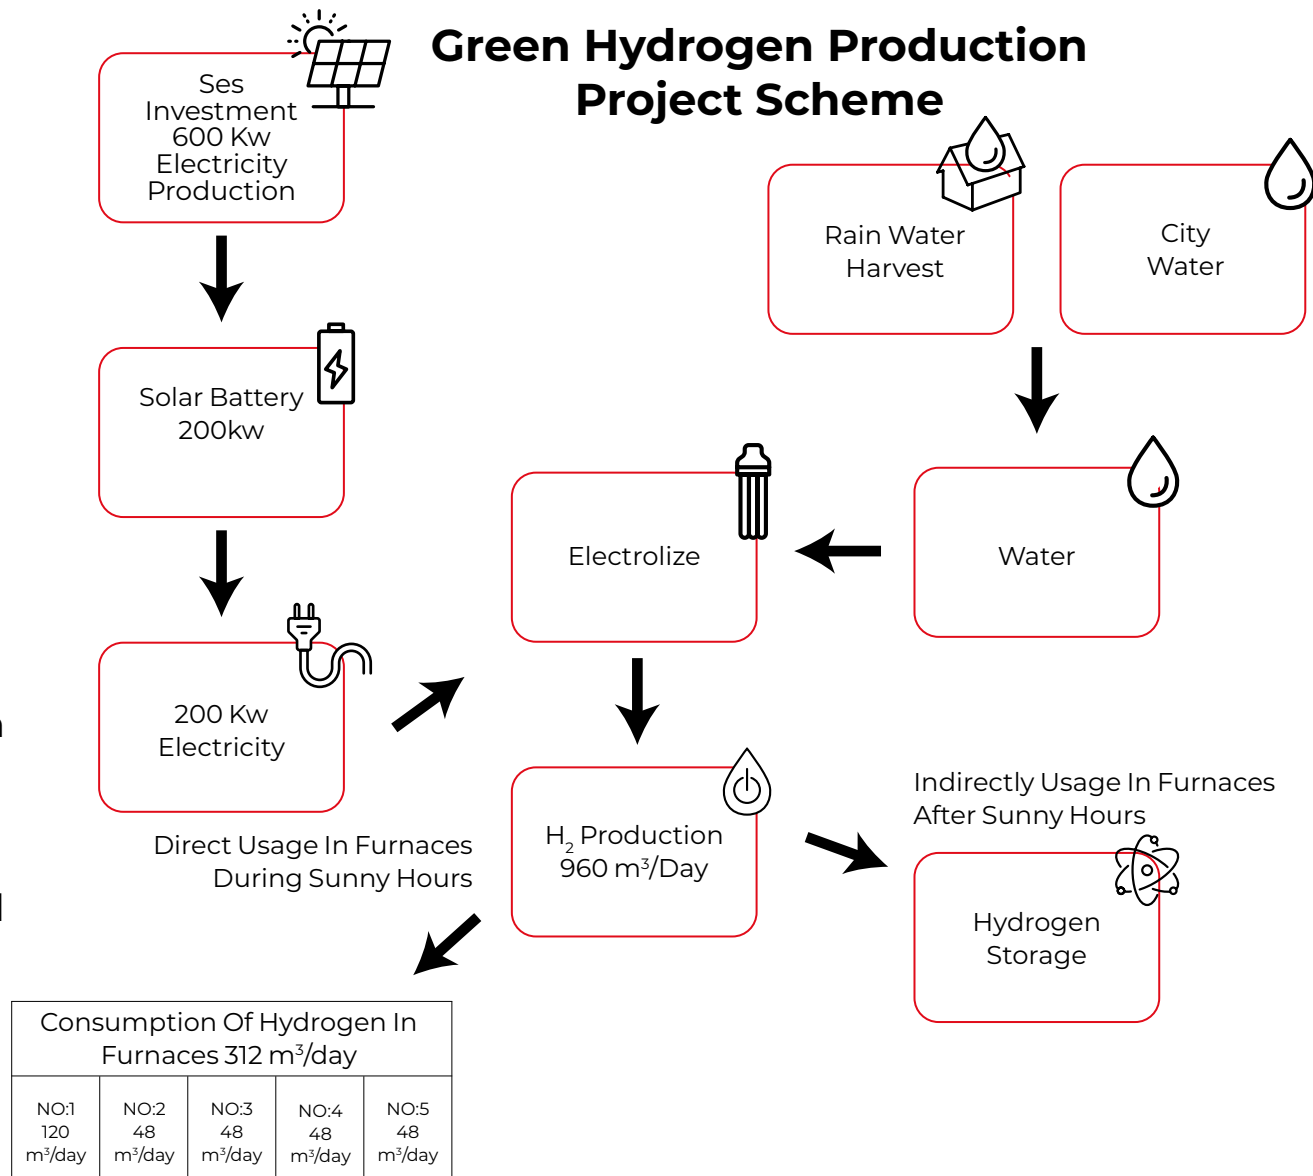 Green Hydrogen Production
Project Scheme
Ses
Investment
600 Kw
Electricity
Production
Rain Water
Harvest
City
Water
Solar Battery
200kw
Electrolize
Water
200 Kw
Electricity
H₂ Production
960 m³/Day
Indirectly Usage In Furnaces
After Sunny Hours
Direct Usage In Furnaces
During Sunny Hours
Hydrogen
Storage
Consumption Of Hydrogen In
Furnaces 312 m³/day
NO:1
120
m³/day
NO:2
48
m³/day
NO:3
48
m³/day
NO:4
48
m³/day
NO:5
48
m³/day